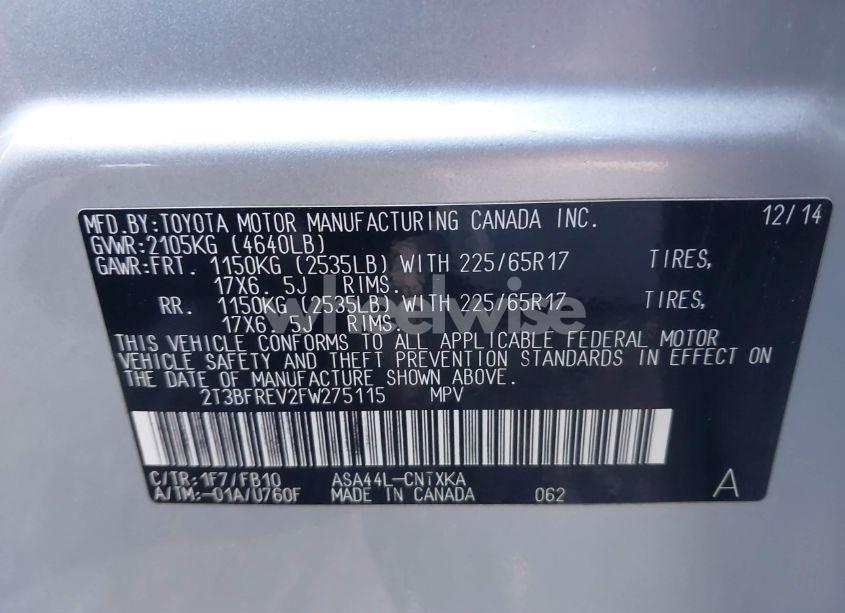 MFD.BY:TOYOTA MOTOR MANUFACTURING CANADA INC. 12/14
GVWR:2105KG (4640LB)
GAWR:FRT. 1150KG (2535LB) WITH 225/65R17 TIRES,
17X6.5J RIMS.
RR. 1150KG (2535LB) WITH 225/65R17 TIRES,
17X6.5J RIMS.
wheelwise
THIS VEHICLE CONFORMS TO ALL APPLICABLE FEDERAL MOTOR
VEHICLE SAFETY AND THEFT PREVENTION STANDARDS IN EFFECT ON
THE DATE OF MANUFACTURE SHOWN ABOVE.
2T3BFREV2FW275115 MPV
C/TR:1F7/FB10 ASA44L-CNTXKA
A/TM:-01A/U760F MADE IN CANADA 062 A